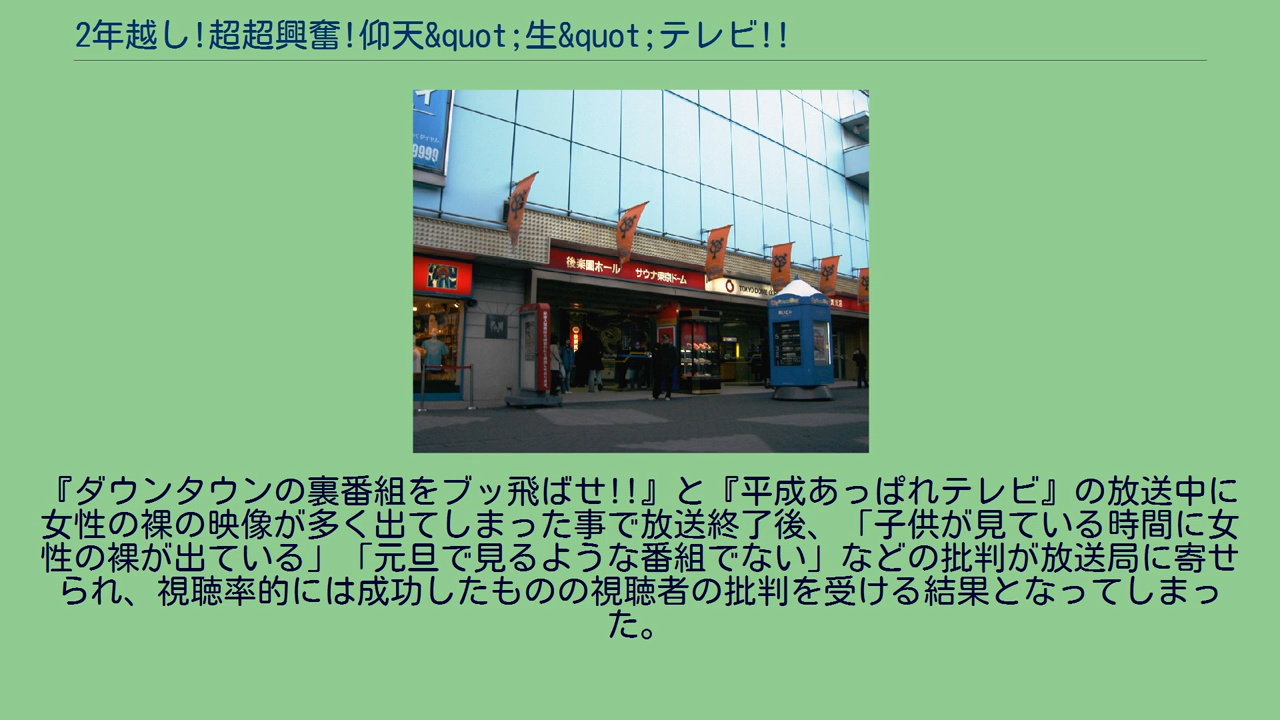 2年越し!超超興奮!仰天&quot;生&quot;テレビ!!
9999
後楽園ホール サウナ東京ドーム
TOKYO DOME
『ダウンタウンの裏番組をブッ飛ばせ!!』と『平成あっぱれテレビ』の放送中に
女性の裸の映像が多く出てしまった事で放送終了後、「子供が見ている時間に女
性の裸が出ている」「元旦で見るような番組でない」などの批判が放送局に寄せ
られ、視聴率的には成功したものの視聴者の批判を受ける結果となってしまっ
た。